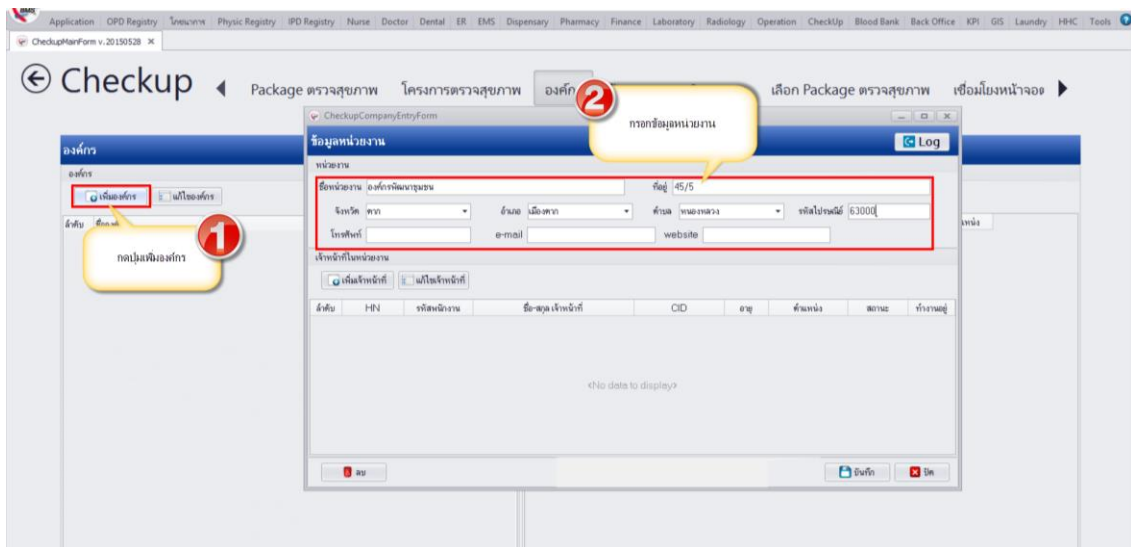 BMS
Application OPD Registry โภชนาการ Physic Registry IPD Registry Nurse Doctor Dental ER EMS Dispensary Pharmacy Finance Laboratory Radiology Operation CheckUp Blood Bank Back Office KPI GIS Laundry HHC Tools
CheckupMainForm v.20150528
Checkup Package ตรวจสุขภาพ โครงการตรวจสุขภาพ องค์ก เลือก Package ตรวจสุขภาพ เชื่อมโยงหน้าจอ
2
กรอกข้อมูลหน่วยงาน
CheckupCompanyEntryForm
ข้อมูลหน่วยงาน Log
หน่วยงาน
ชื่อหน่วยงาน องค์กรพัฒนาชุมชน ที่อยู่ 45/5
จังหวัด ตาก อำเภอ เมืองตาก ตำบล หนองหลวง รหัสไปรษณีย์ 63000
โทรศัพท์ e-mail website
เจ้าหน้าที่ในหน่วยงาน
เพิ่มเจ้าหน้าที่ แก้ไขเจ้าหน้าที่
ลำดับ HN รหัสพนักงาน ชื่อ-สกุล เจ้าหน้าที่ CID อายุ ตำแหน่ง สถานะ ทำงานอยู่
<No data to display>
ลบ บันทึก ปิด
องค์กร
องค์กร
เพิ่มองค์กร แก้ไของค์กร
ลำดับ
1
กดปุ่มเพิ่มองค์กร